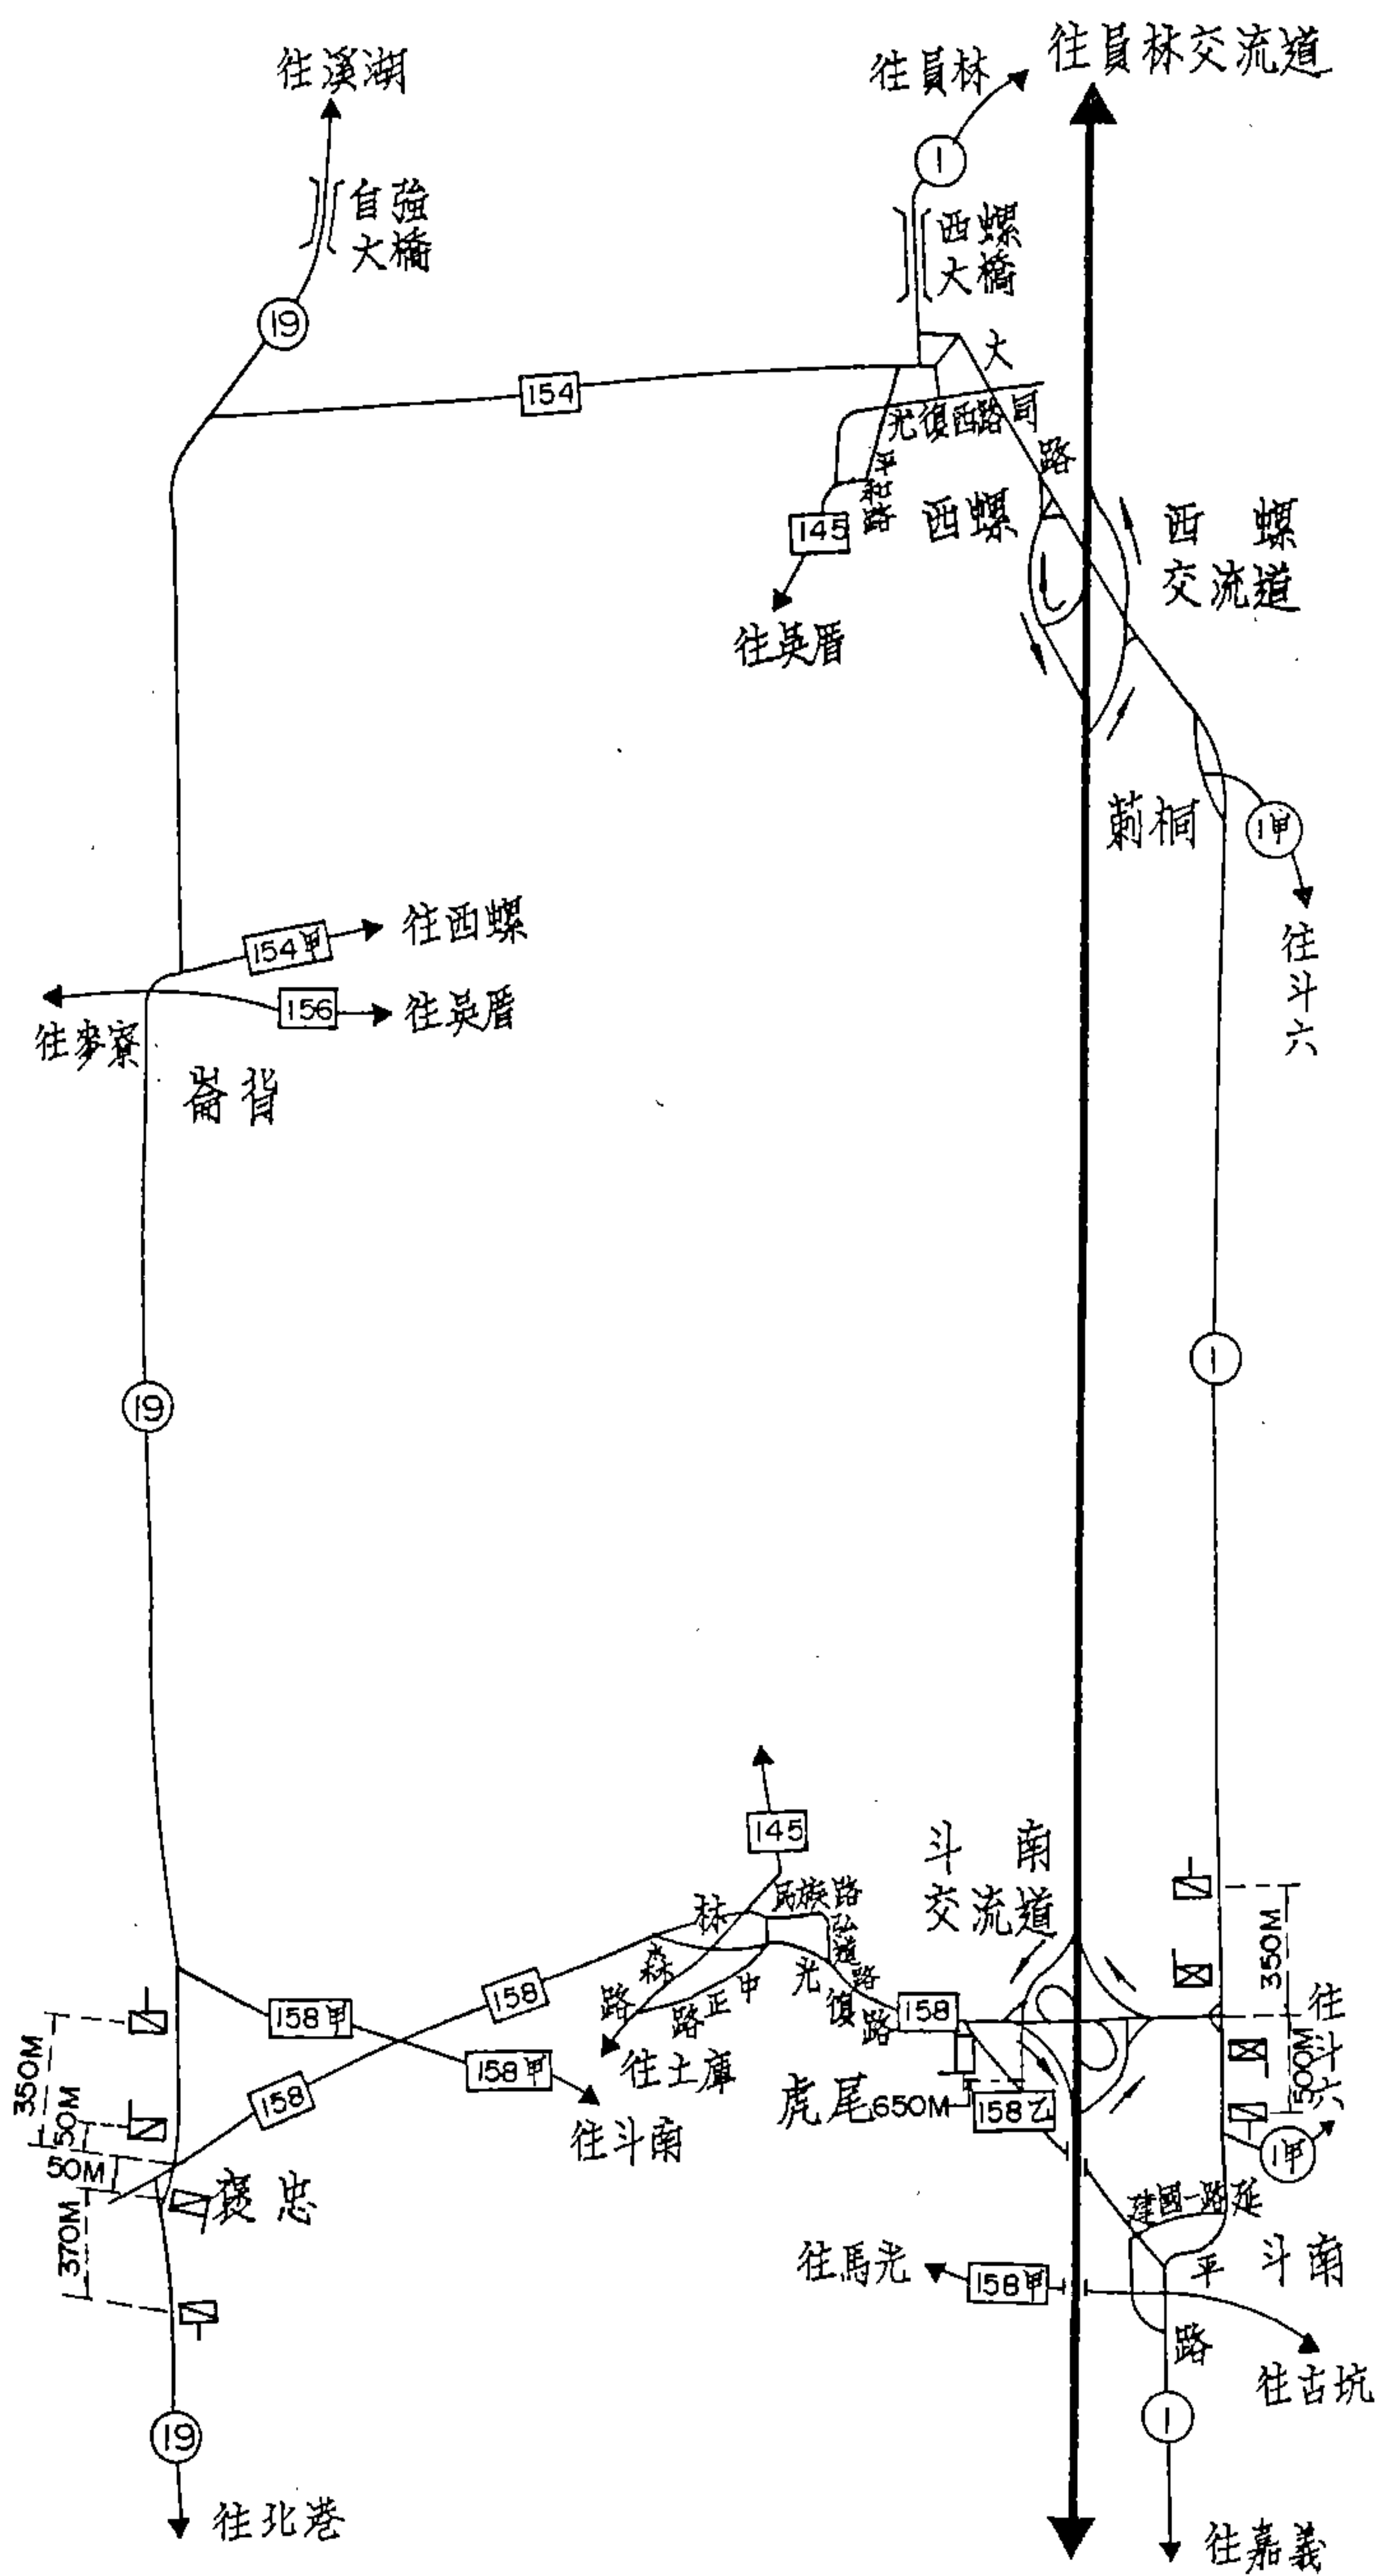 往溪湖
往員林
往員林交流道
1
自強
大橋
西螺
大橋
19
大
同
路
154
光復西路
平和路
145
西螺
西螺
交流道
往吳厝
莿桐
1甲
往斗六
154甲
往西螺
156
往吳厝
往麥寮
崙背
1
19
145
斗南
交流道
民族路
林
森
路
弘道路
中正路
光復路
350M
往斗六
500M
158
158
158甲
158甲
158
往土庫
往斗南
虎尾
650M
158乙
1甲
350M
50M
50M
370M
褒忠
建國一路
延
平
路
斗南
往馬光
158甲
往古坑
1
19
往北港
往嘉義